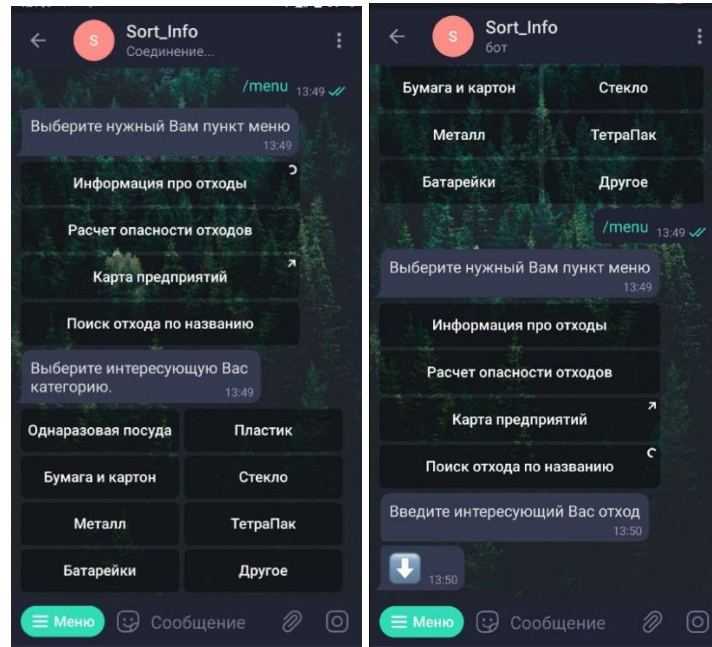 Sort_Info
Соединение...
/menu 13:49
Выберите нужный Вам пункт меню
13:49
Информация про отходы
Расчет опасности отходов
Карта предприятий
Поиск отхода по названию
Выберите интересующую Вас
категорию.
13:49
Одноразовая посуда Пластик
Бумага и картон Стекло
Металл ТетраПак
Батарейки Другое
Меню Сообщение
S
Sort_Info
бот
Бумага и картон Стекло
Металл ТетраПак
Батарейки Другое
/menu 13:49
Выберите нужный Вам пункт меню
13:49
Информация про отходы
Расчет опасности отходов
Карта предприятий
Поиск отхода по названию
Введите интересующий Вас отход
13:50
13:50
Меню Сообщение